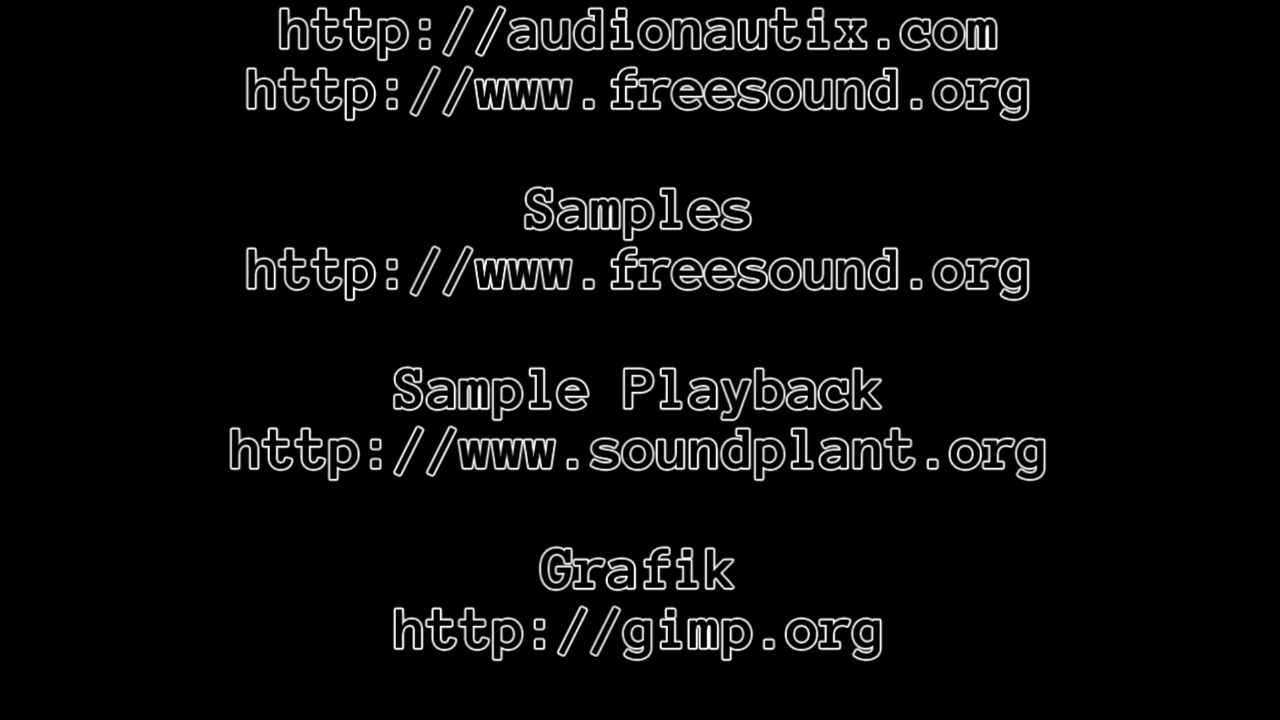 http://audionautix.com
http://www.freesound.org
Samples
http://www.freesound.org
Sample Playback
http://www.soundplant.org
Grafik
http://gimp.org